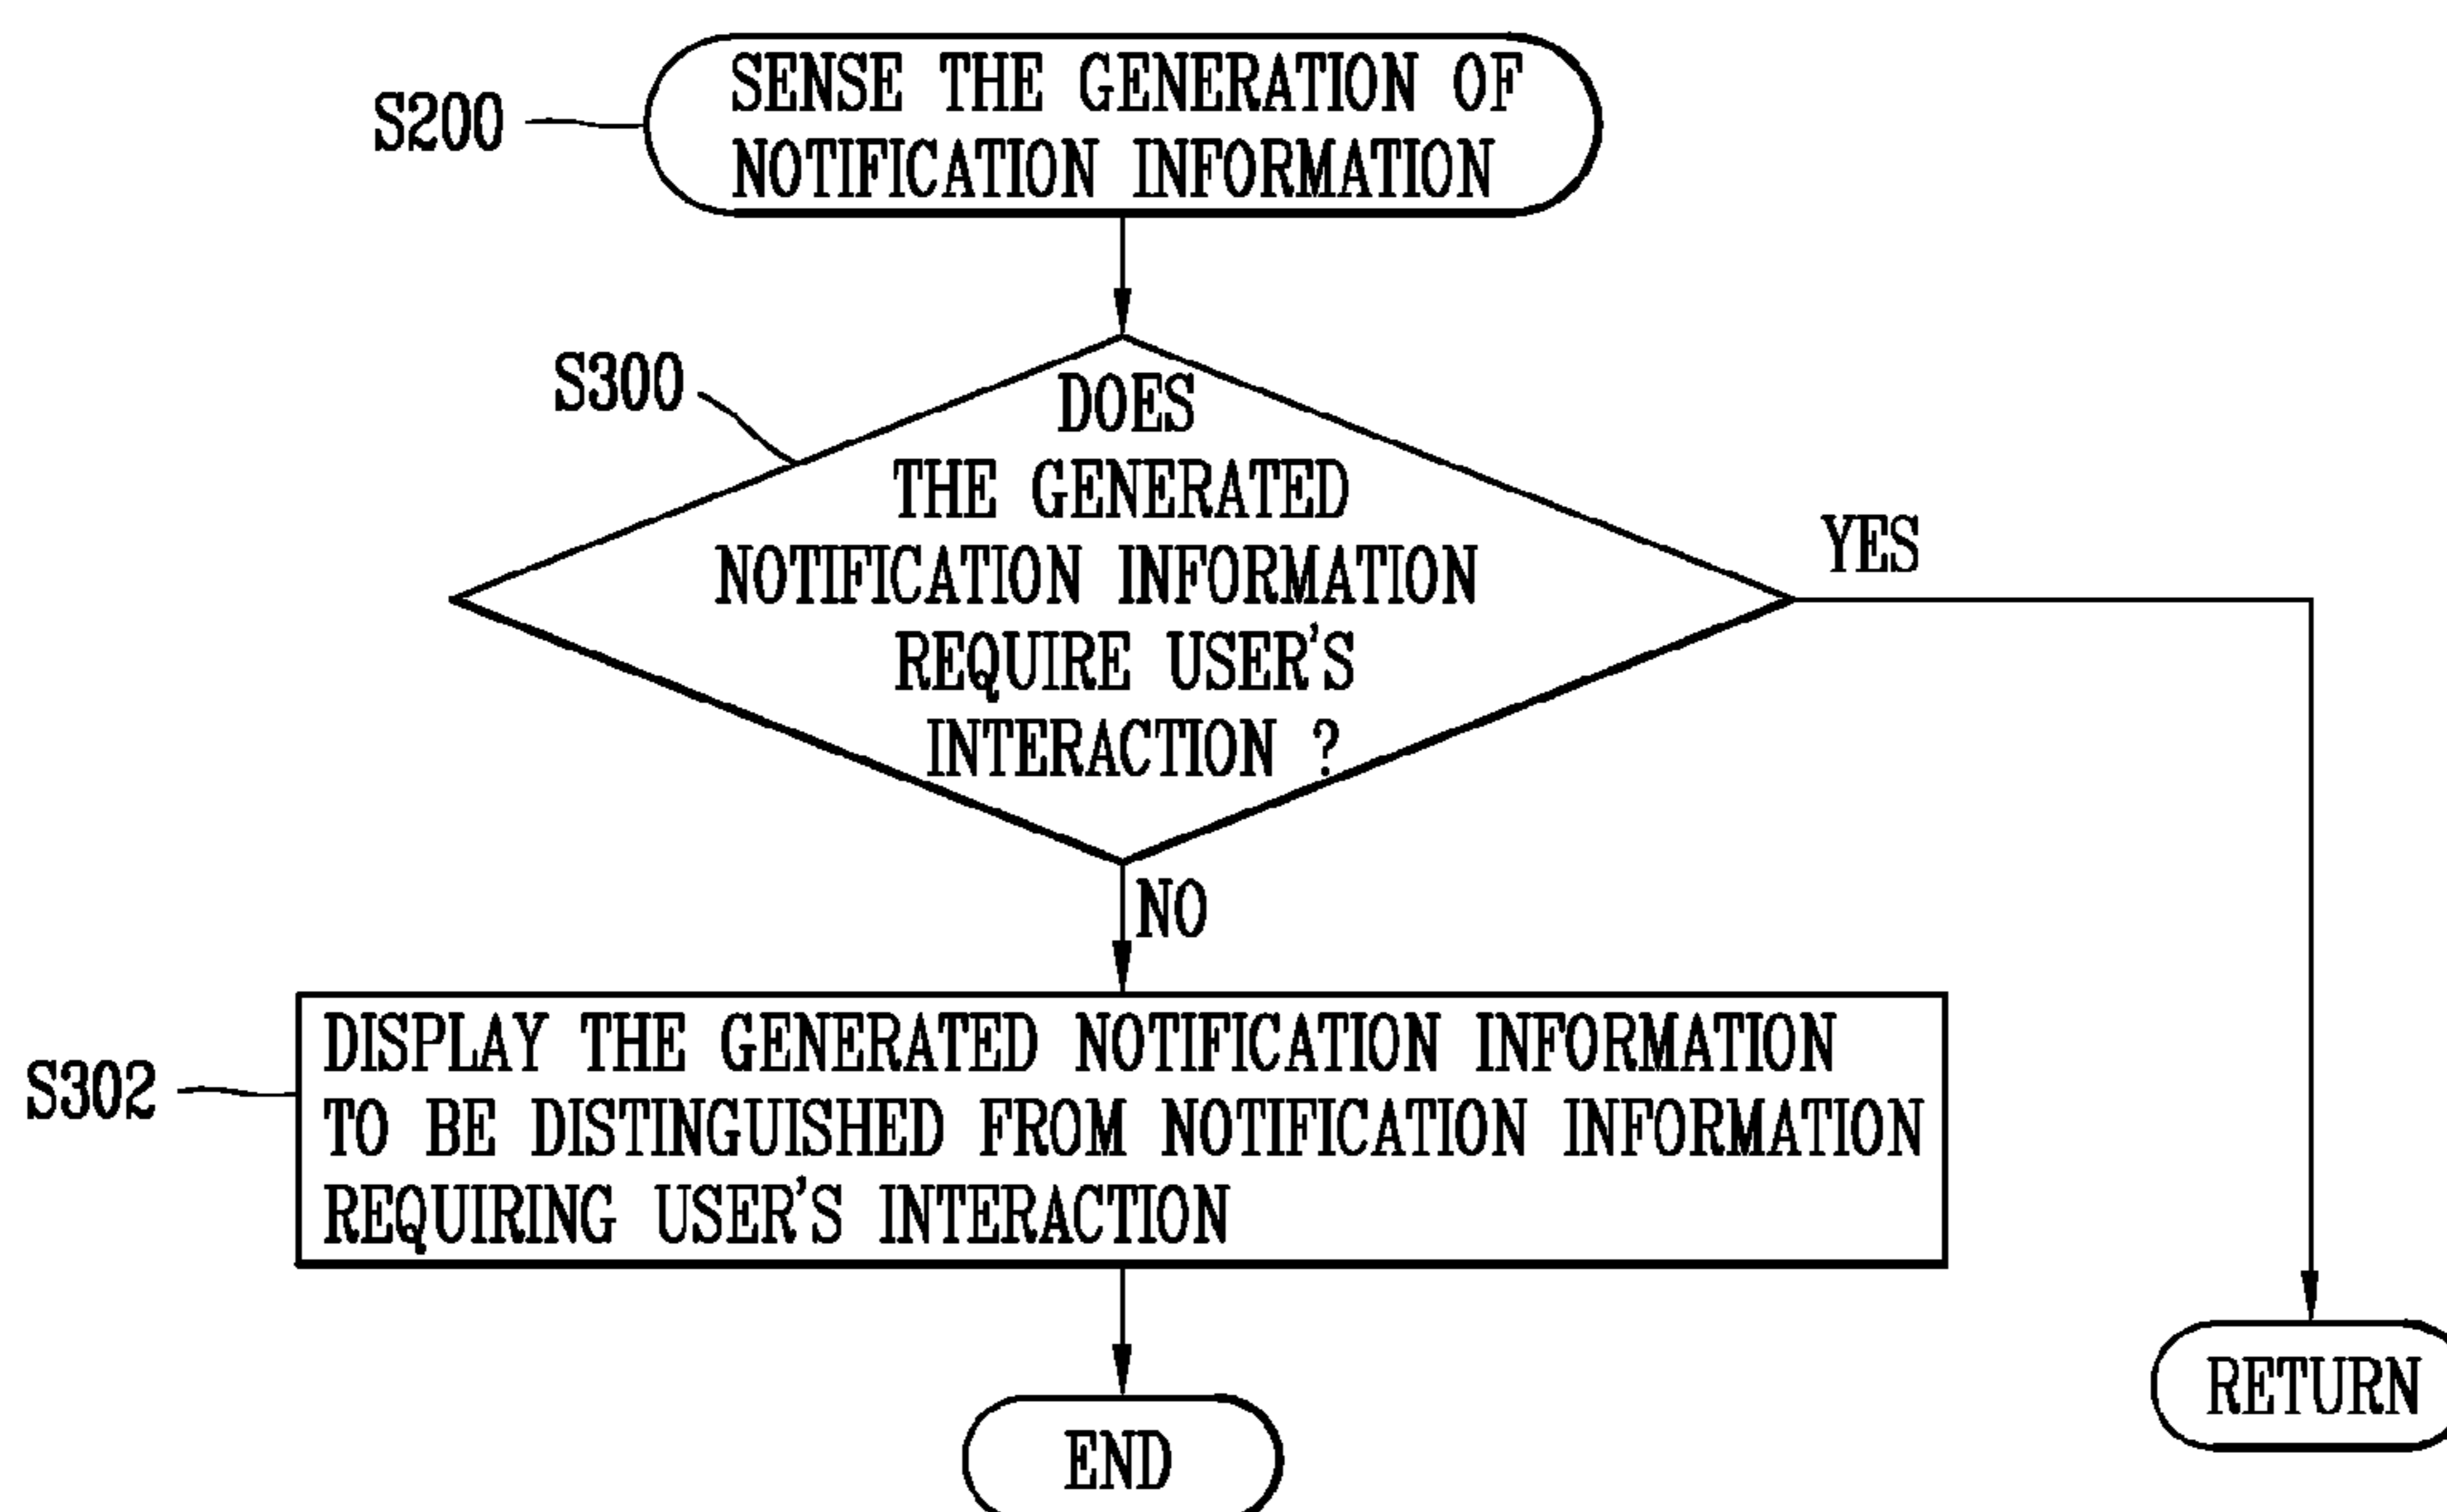 S200
SENSE THE GENERATION OF
NOTIFICATION INFORMATION
S300
DOES
THE GENERATED
NOTIFICATION INFORMATION
REQUIRE USER'S
INTERACTION ?
YES
NO
S302
DISPLAY THE GENERATED NOTIFICATION INFORMATION
TO BE DISTINGUISHED FROM NOTIFICATION INFORMATION
REQUIRING USER'S INTERACTION
RETURN
END